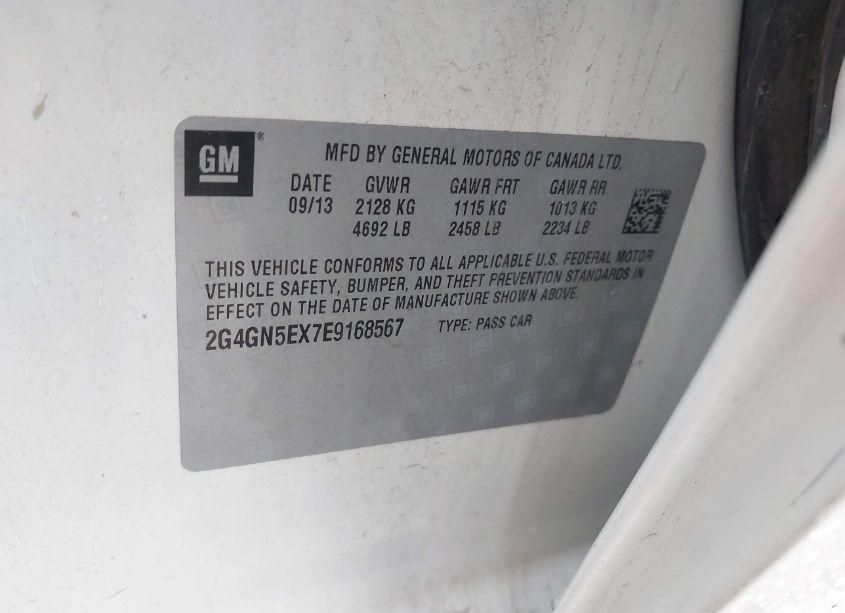 GM®
MFD BY GENERAL MOTORS OF CANADA LTD.
DATE GVWR GAWR FRT GAWR RR
09/13 2128 KG 1115 KG 1013 KG
4692 LB 2458 LB 2234 LB
THIS VEHICLE CONFORMS TO ALL APPLICABLE U.S. FEDERAL MOTOR
VEHICLE SAFETY, BUMPER, AND THEFT PREVENTION STANDARDS IN
EFFECT ON THE DATE OF MANUFACTURE SHOWN ABOVE.
2G4GN5EX7E9168567 TYPE: PASS CAR